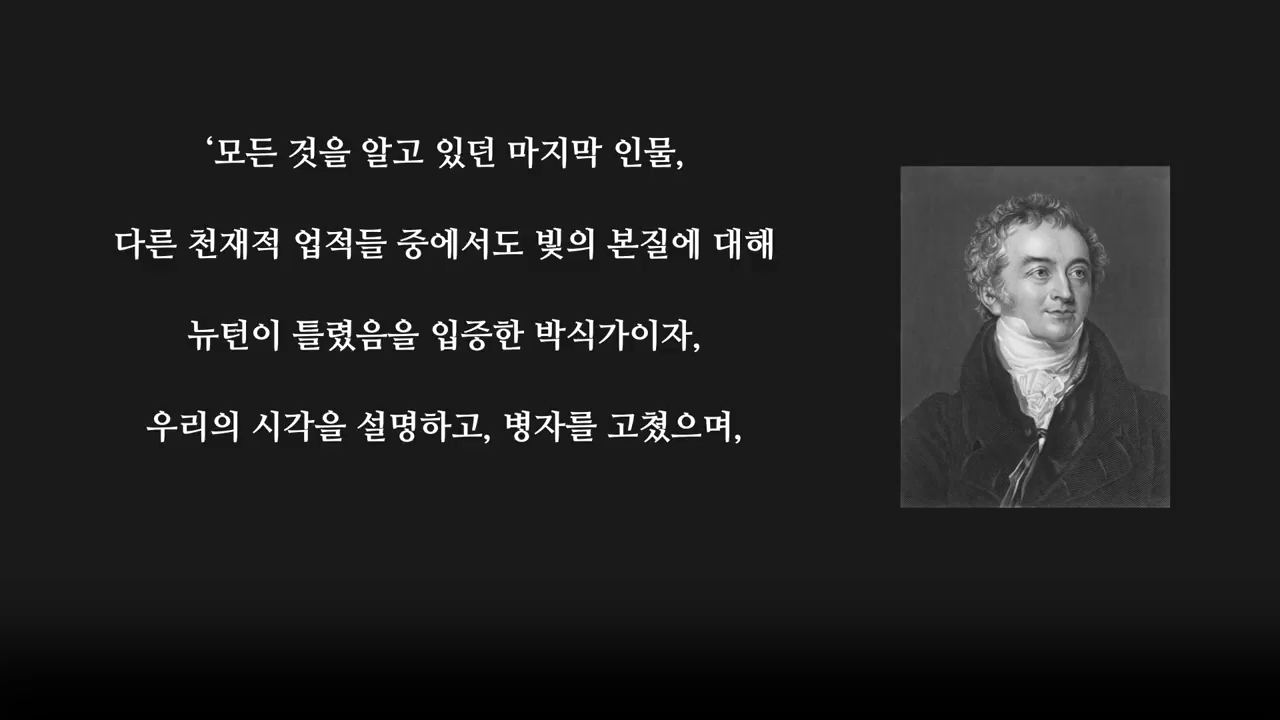 ‘모든 것을 알고 있던 마지막 인물,
다른 천재적 업적들 중에서도 빛의 본질에 대해
뉴턴이 틀렸음을 입증한 박식가이자,
우리의 시각을 설명하고, 병자를 고쳤으며,